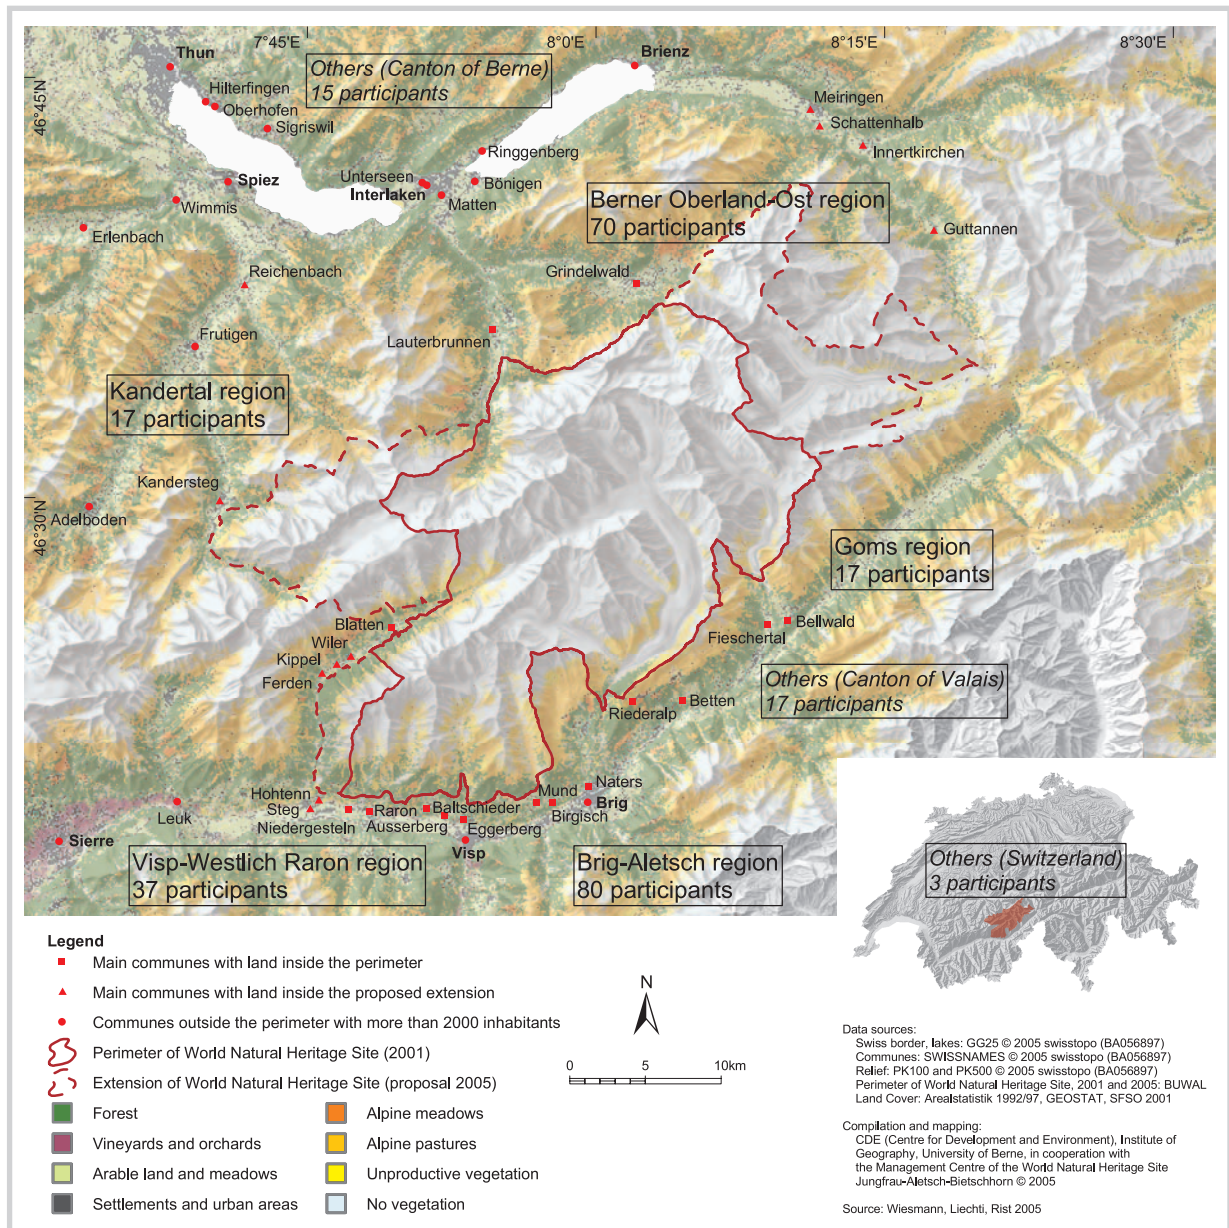 7°45'E
8°0'E
8°15'E
8°30'E
46°45'N
46°30'N
Thun
Hilterfingen
Oberhofen
Sigriswil
Others (Canton of Berne)
15 participants
Brienz
Meiringen
Schattenhalb
Innertkirchen
Ringgenberg
Unterseen
Interlaken
Bönigen
Matten
Spiez
Wimmis
Erlenbach
Berner Oberland-Ost region
70 participants
Guttannen
Reichenbach
Grindelwald
Frutigen
Lauterbrunnen
Kandertal region
17 participants
Kandersteg
Adelboden
Goms region
17 participants
Blatten
Wiler
Kippel
Ferden
Bellwald
Fieschertal
Others (Canton of Valais)
17 participants
Riederalp
Betten
Hohtenn
Steg
Niedergesteln
Raron
Ausserberg
Baltschieder
Eggerberg
Mund
Birgisch
Naters
Brig
Visp
Leuk
Sierre
Visp-Westlich Raron region
37 participants
Brig-Aletsch region
80 participants
Others (Switzerland)
3 participants
Legend
Main communes with land inside the perimeter
Main communes with land inside the proposed extension
Communes outside the perimeter with more than 2000 inhabitants
Perimeter of World Natural Heritage Site (2001)
Extension of World Natural Heritage Site (proposal 2005)
Forest
Vineyards and orchards
Arable land and meadows
Settlements and urban areas
Alpine meadows
Alpine pastures
Unproductive vegetation
No vegetation
N
0 5 10km
Data sources:
Swiss border, lakes: GG25 © 2005 swisstopo (BA056897)
Communes: SWISSNAMES © 2005 swisstopo (BA056897)
Relief: PK100 and PK500 © 2005 swisstopo (BA056897)
Perimeter of World Natural Heritage Site, 2001 and 2005: BUWAL
Land Cover: Arealstatistik 1992/97, GEOSTAT, SFSO 2001
Compilation and mapping:
CDE (Centre for Development and Environment), Institute of
Geography, University of Berne, in cooperation with
the Management Centre of the World Natural Heritage Site
Jungfrau-Aletsch-Bietschhorn © 2005
Source: Wiesmann, Liechti, Rist 2005